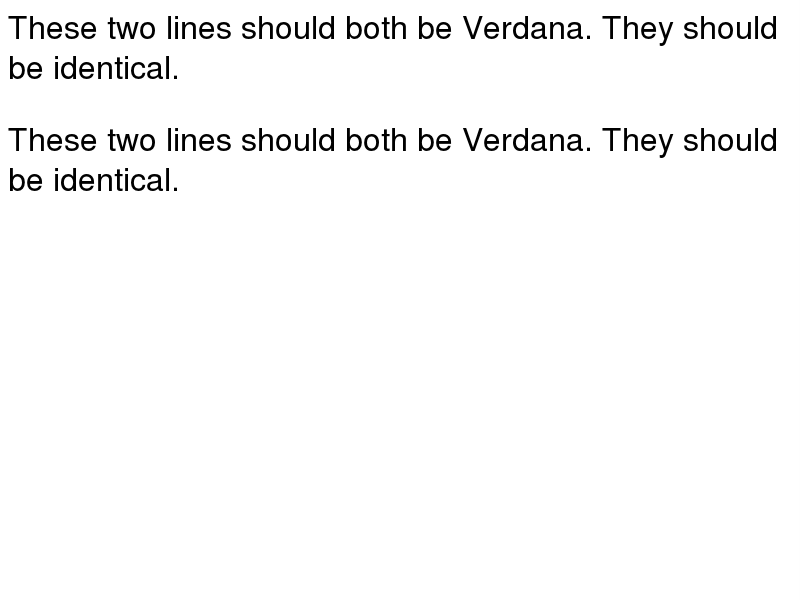 These two lines should both be Verdana. They should
be identical.
These two lines should both be Verdana. They should
be identical.